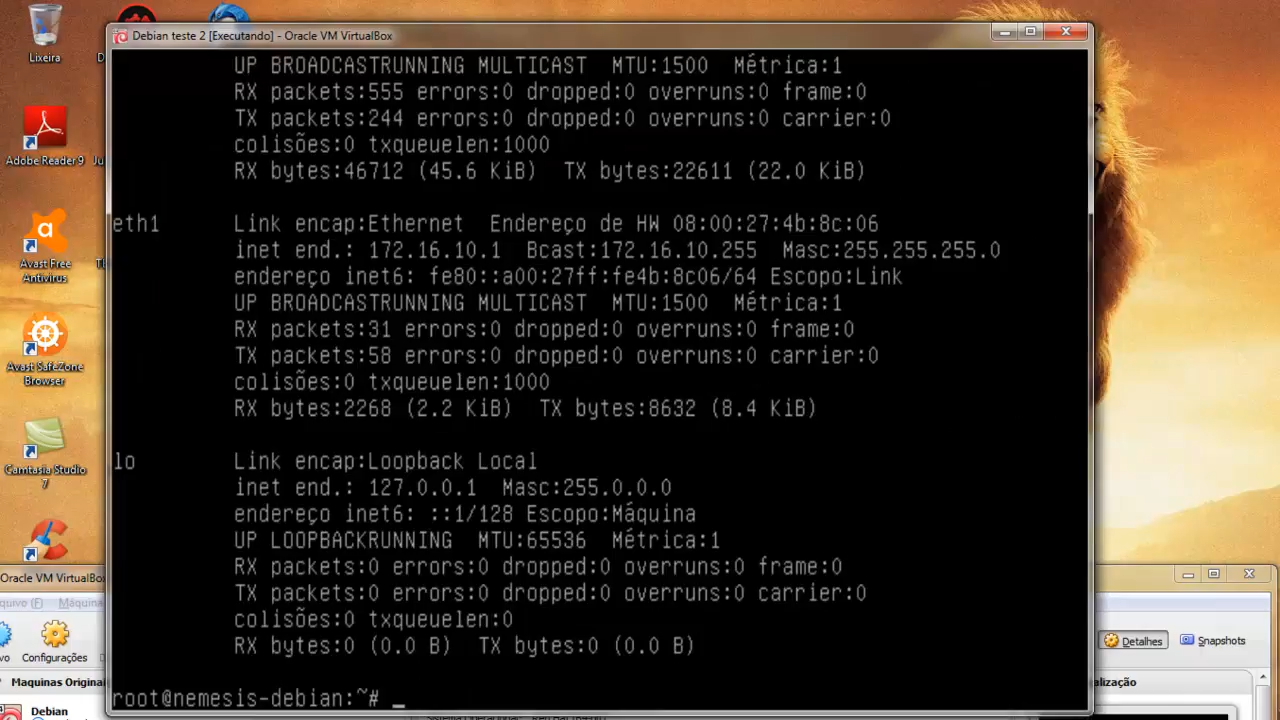 Lixeira
Debian teste 2 [Executando] - Oracle VM VirtualBox
UP BROADCASTRUNNING MULTICAST  MTU:1500  Métrica:1
RX packets:555 errors:0 dropped:0 overruns:0 frame:0
TX packets:244 errors:0 dropped:0 overruns:0 carrier:0
colisões:0 txqueuelen:1000
RX bytes:46712 (45.6 KiB)  TX bytes:22611 (22.0 KiB)
eth1      Link encap:Ethernet  Endereço de HW 08:00:27:4b:8c:06
inet end.: 172.16.10.1  Bcast:172.16.10.255  Masc:255.255.255.0
endereço inet6: fe80::a00:27ff:fe4b:8c06/64 Escopo:Link
UP BROADCASTRUNNING MULTICAST  MTU:1500  Métrica:1
RX packets:31 errors:0 dropped:0 overruns:0 frame:0
TX packets:58 errors:0 dropped:0 overruns:0 carrier:0
colisões:0 txqueuelen:1000
RX bytes:2268 (2.2 KiB)  TX bytes:8632 (8.4 KiB)
lo        Link encap:Loopback Local
inet end.: 127.0.0.1  Masc:255.0.0.0
endereço inet6: ::1/128 Escopo:Máquina
UP LOOPBACKRUNNING  MTU:65536  Métrica:1
RX packets:0 errors:0 dropped:0 overruns:0 frame:0
TX packets:0 errors:0 dropped:0 overruns:0 carrier:0
colisões:0 txqueuelen:0
RX bytes:0 (0.0 B)  TX bytes:0 (0.0 B)
root@nemesis-debian:~# _
Adobe Reader 9
Avast Free
Antivirus
Avast SafeZone
Browser
Camtasia Studio
7
Oracle VM VirtualBo
Configurações
Maquinas Origina
Debian
Detalhes
Snapshots